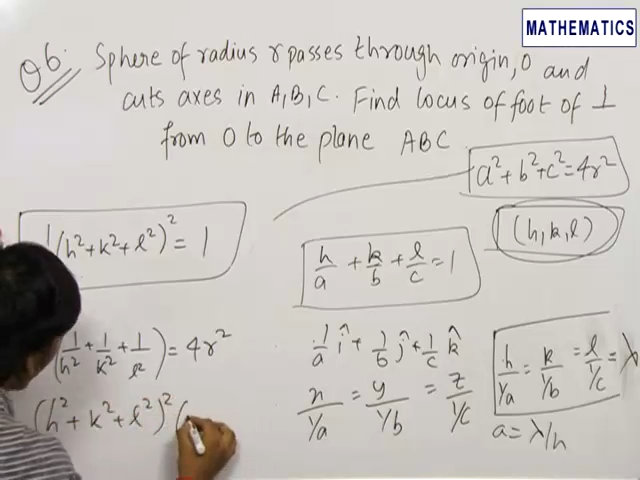 MATHEMATICS
Q6. Sphere of radius r passes through origin, O and
cuts axes in A, B, C. Find locus of foot of ⊥
from O to the plane ABC
a² + b² + c² = 4r²
(h, k, l)
(h² + k² + l²)² = 1
h/a + k/b + l/c = 1
(1/h² + 1/k² + 1/l²) = 4r²
1/a î + 1/b ĵ + 1/c k̂
x/(1/a) = y/(1/b) = z/(1/c)
h/(1/a) = k/(1/b) = l/(1/c) = λ
a = λ/h
(h² + k² + l²)² (